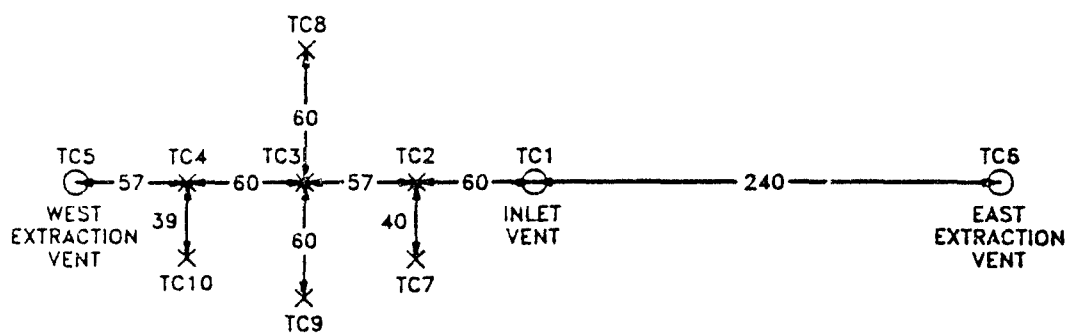 TC8
60
TC5
TC4
TC3
TC2
TC1
TC6
57
60
57
60
240
WEST
EXTRACTION
VENT
39
60
40
INLET
VENT
EAST
EXTRACTION
VENT
TC10
TC7
TC9